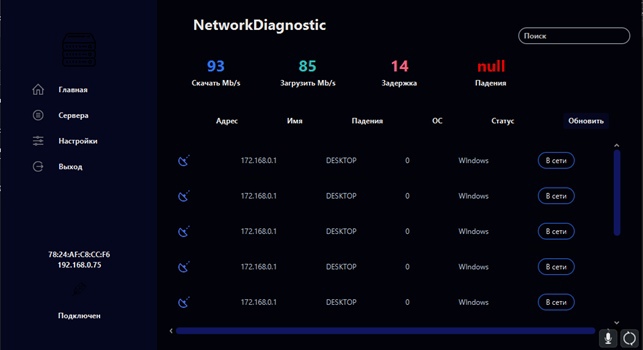 NetworkDiagnostic
Поиск
93 85 14 null
Скачать Mb/s Загрузить Mb/s Задержка Падения
Главная
Сервера
Настройки
Выход
78:24:AF:C8:CC:F6
192.168.0.75
Подключен
Адрес Имя Падения ОС Статус Обновить
172.168.0.1 DESKTOP 0 WIndows В сети
172.168.0.1 DESKTOP 0 WIndows В сети
172.168.0.1 DESKTOP 0 WIndows В сети
172.168.0.1 DESKTOP 0 WIndows В сети
172.168.0.1 DESKTOP 0 WIndows В сети